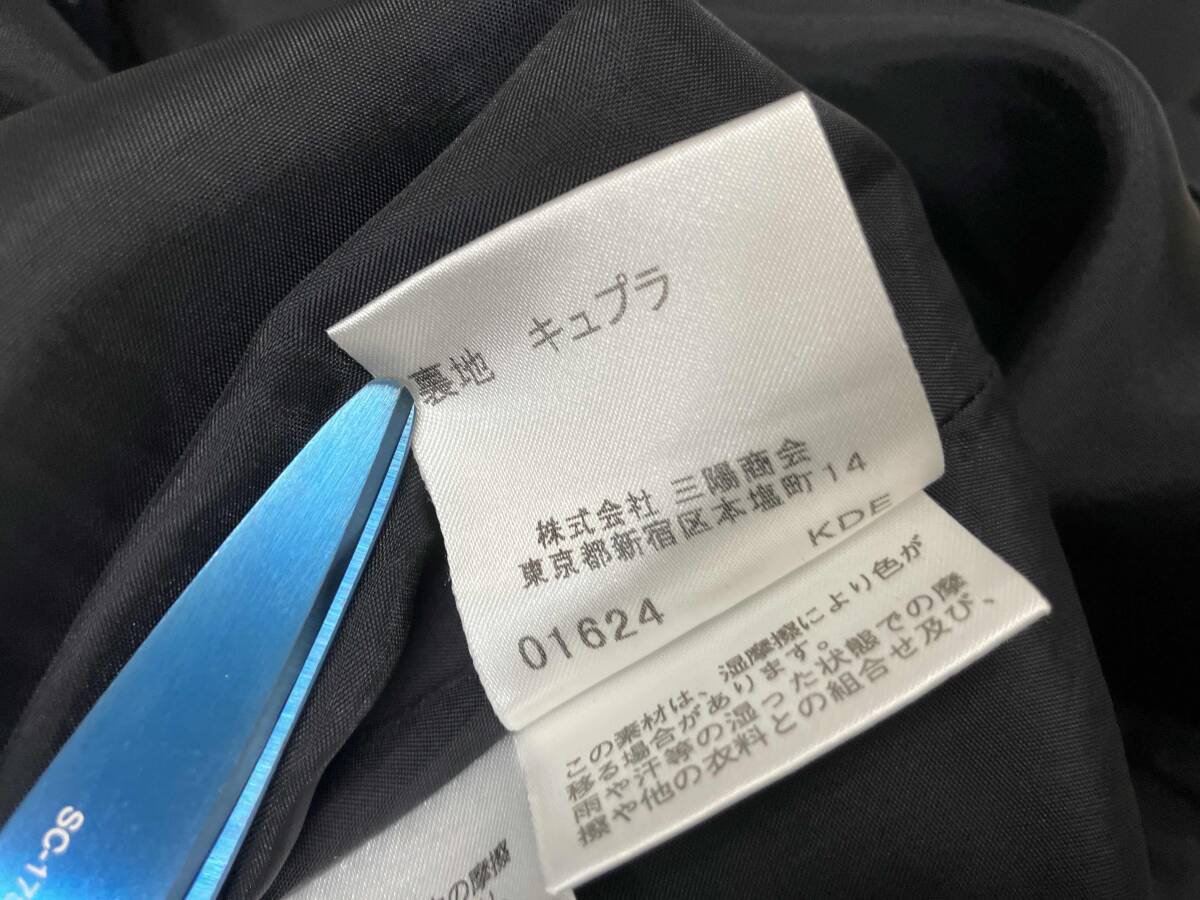 裏地 キュプラ
株式会社 三陽商会
東京都新宿区本塩町14
01624 KDE
この素材は、湿摩擦により色が
移る場合があります。
雨や汗等の湿った状態での摩
擦や他の衣料との組合せ及び、
の摩擦
SC-170